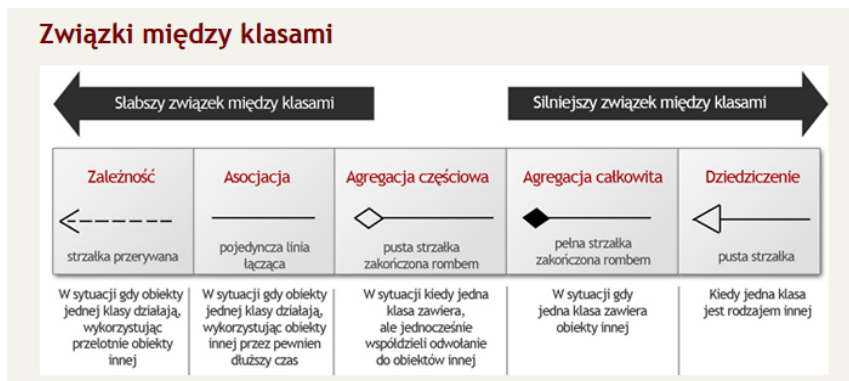 Związki między klasami
Słabszy związek między klasami
Silniejszy związek między klasami
Zależność
strzałka przerywana
Asocjacja
pojedyncza linia
łącząca
Agregacja częściowa
pusta strzałka
zakończona rombem
Agregacja całkowita
pełna strzałka
zakończona rombem
Dziedziczenie
pusta strzałka
W sytuacji gdy obiekty
jednej klasy działają,
wykorzystując
przelotnie obiekty
innej
W sytuacji gdy obiekty
jednej klasy działają,
wykorzystując obiekty
innej przez pewnien
dłuższy czas
W sytuacji kiedy jedna
klasa zawiera,
ale jednocześnie
współdzieli odwołanie
do obiektów innej
W sytuacji gdy
jedna klasa zawiera
obiekty innej
Kiedy jedna klasa
jest rodzajem innej